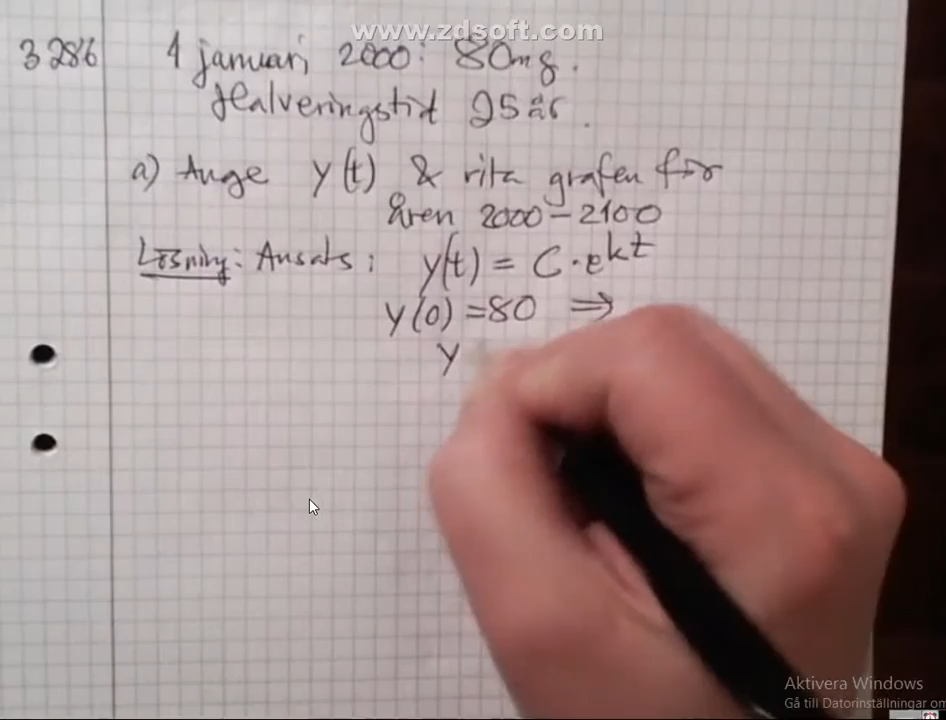 www.zdsoft.com
3286 1 januari 2000: 80mg.
Halveringstid 25 år.
a) Ange y(t) & rita grafen för
åren 2000-2100
Lösning: Ansats: y(t) = C·e^kt
y(0) = 80 ⇒
y
Aktivera Windows
Gå till Datorinställningar om